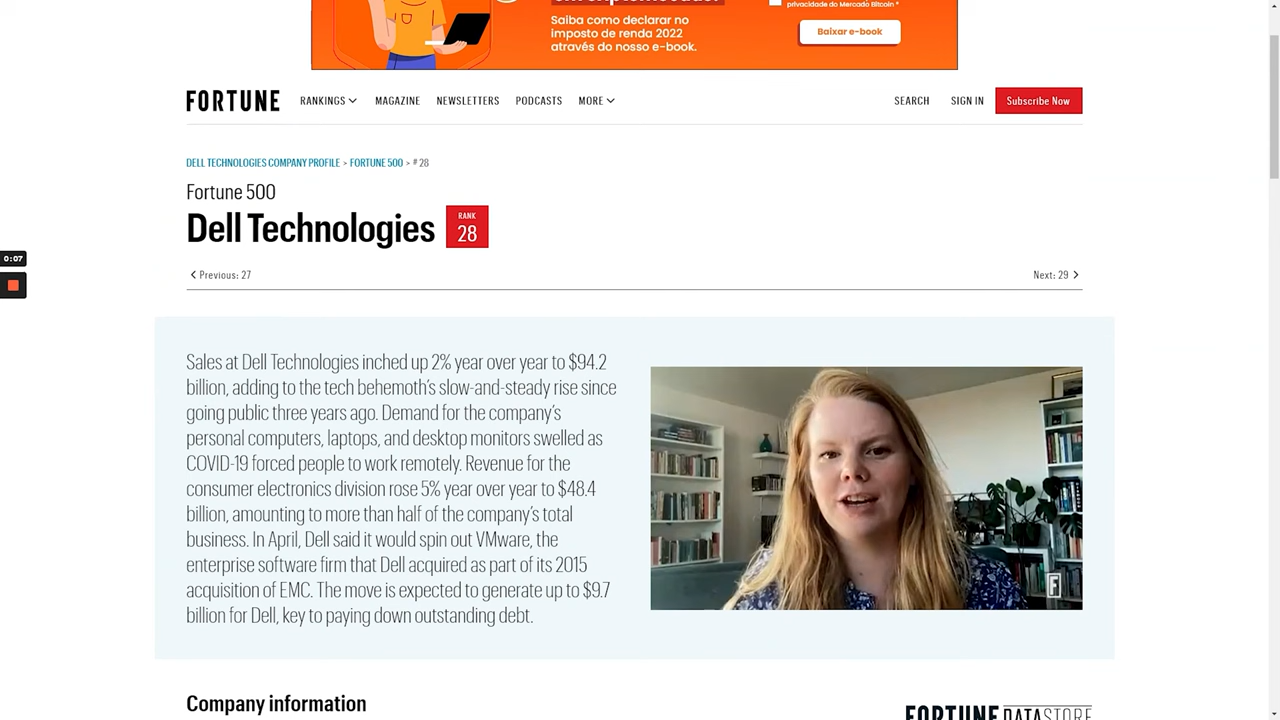 privacidade do Mercado Bitcoin *
Saiba como declarar no
imposto de renda 2022
através do nosso e-book.
Baixar e-book
FORTUNE
RANKINGS
MAGAZINE
NEWSLETTERS
PODCASTS
MORE
SEARCH
SIGN IN
Subscribe Now
DELL TECHNOLOGIES COMPANY PROFILE > FORTUNE 500 > # 28
Fortune 500
Dell Technologies
RANK
28
0:07
Previous: 27
Next: 29
Sales at Dell Technologies inched up 2% year over year to $94.2
billion, adding to the tech behemoth's slow-and-steady rise since
going public three years ago. Demand for the company's
personal computers, laptops, and desktop monitors swelled as
COVID-19 forced people to work remotely. Revenue for the
consumer electronics division rose 5% year over year to $48.4
billion, amounting to more than half of the company's total
business. In April, Dell said it would spin out VMware, the
enterprise software firm that Dell acquired as part of its 2015
acquisition of EMC. The move is expected to generate up to $9.7
billion for Dell, key to paying down outstanding debt.
F
Company information
FORTUNE DATASTORE